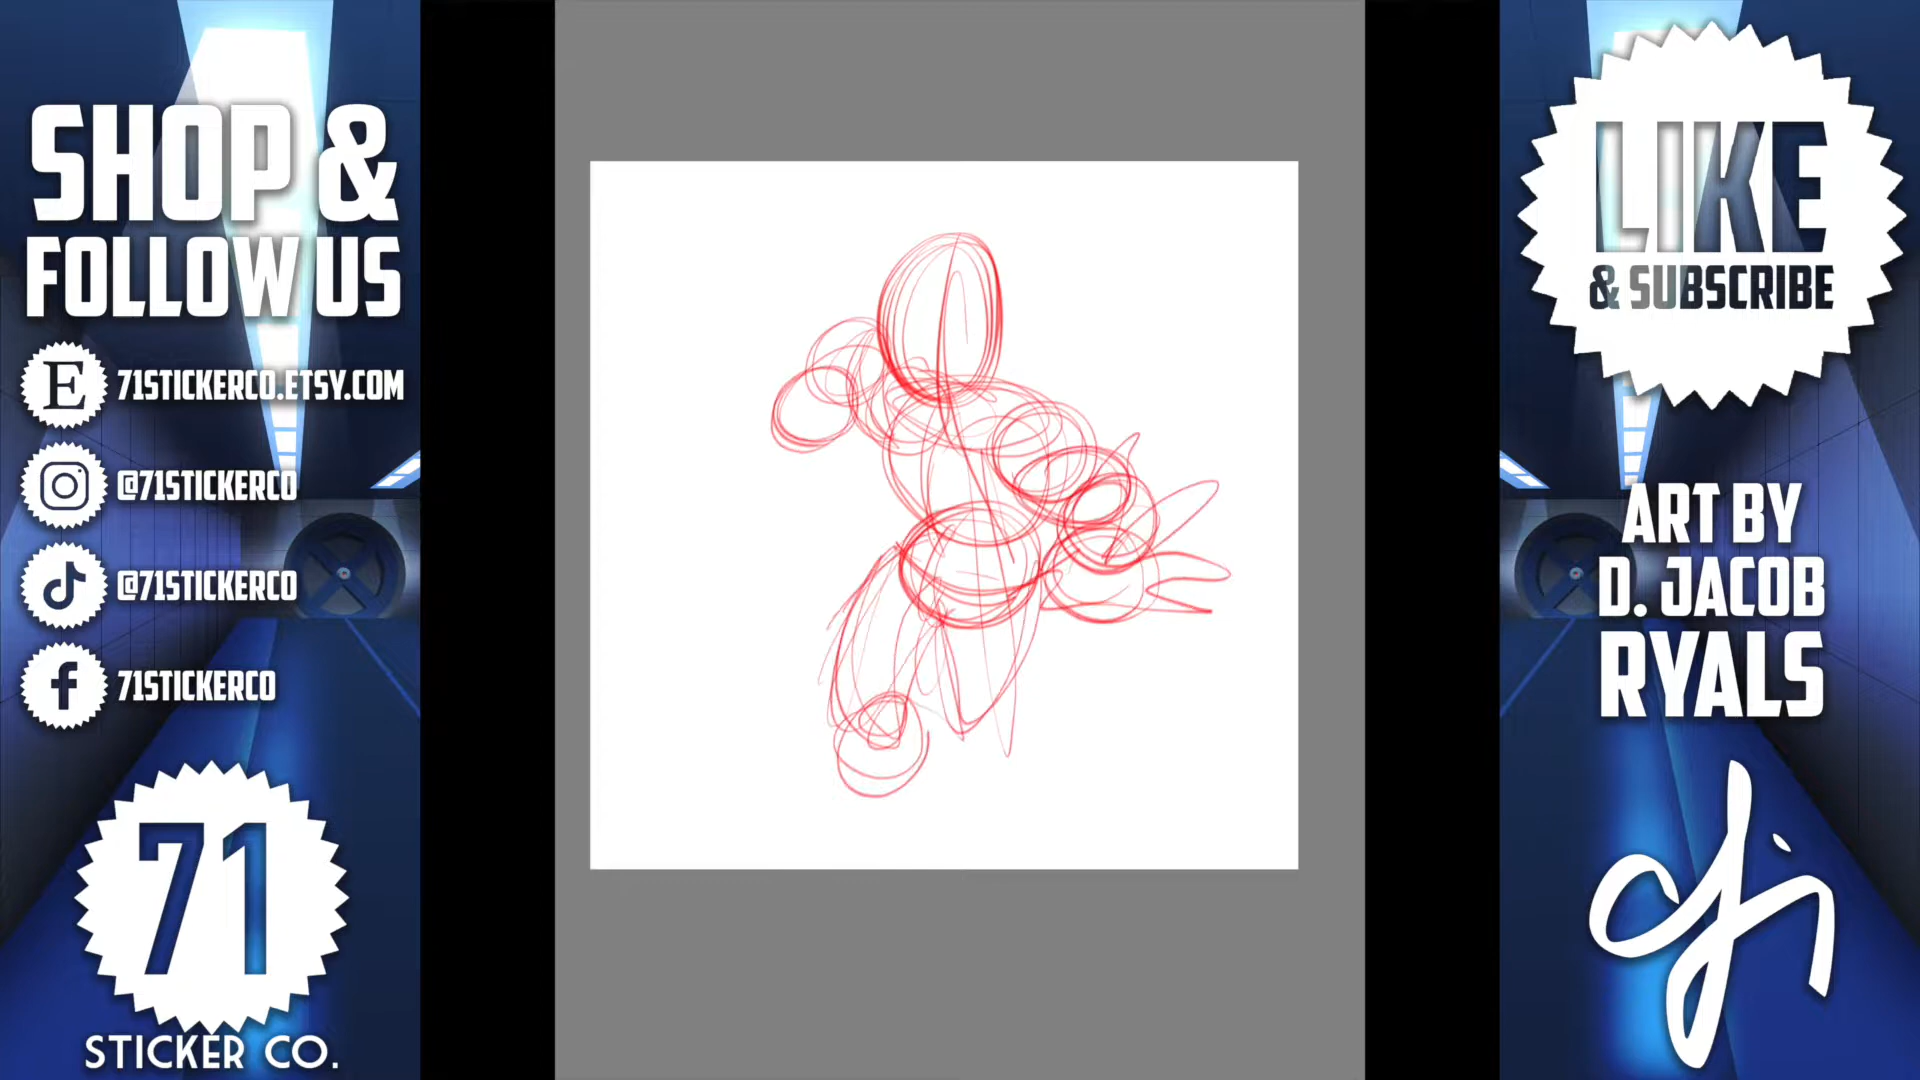 SHOP &
FOLLOW US
E 71STICKERCO.ETSY.COM
@71STICKERCO
@71STICKERCO
f 71STICKERCO
71
STICKER CO.
LIKE
& SUBSCRIBE
ART BY
D. JACOB
RYALS